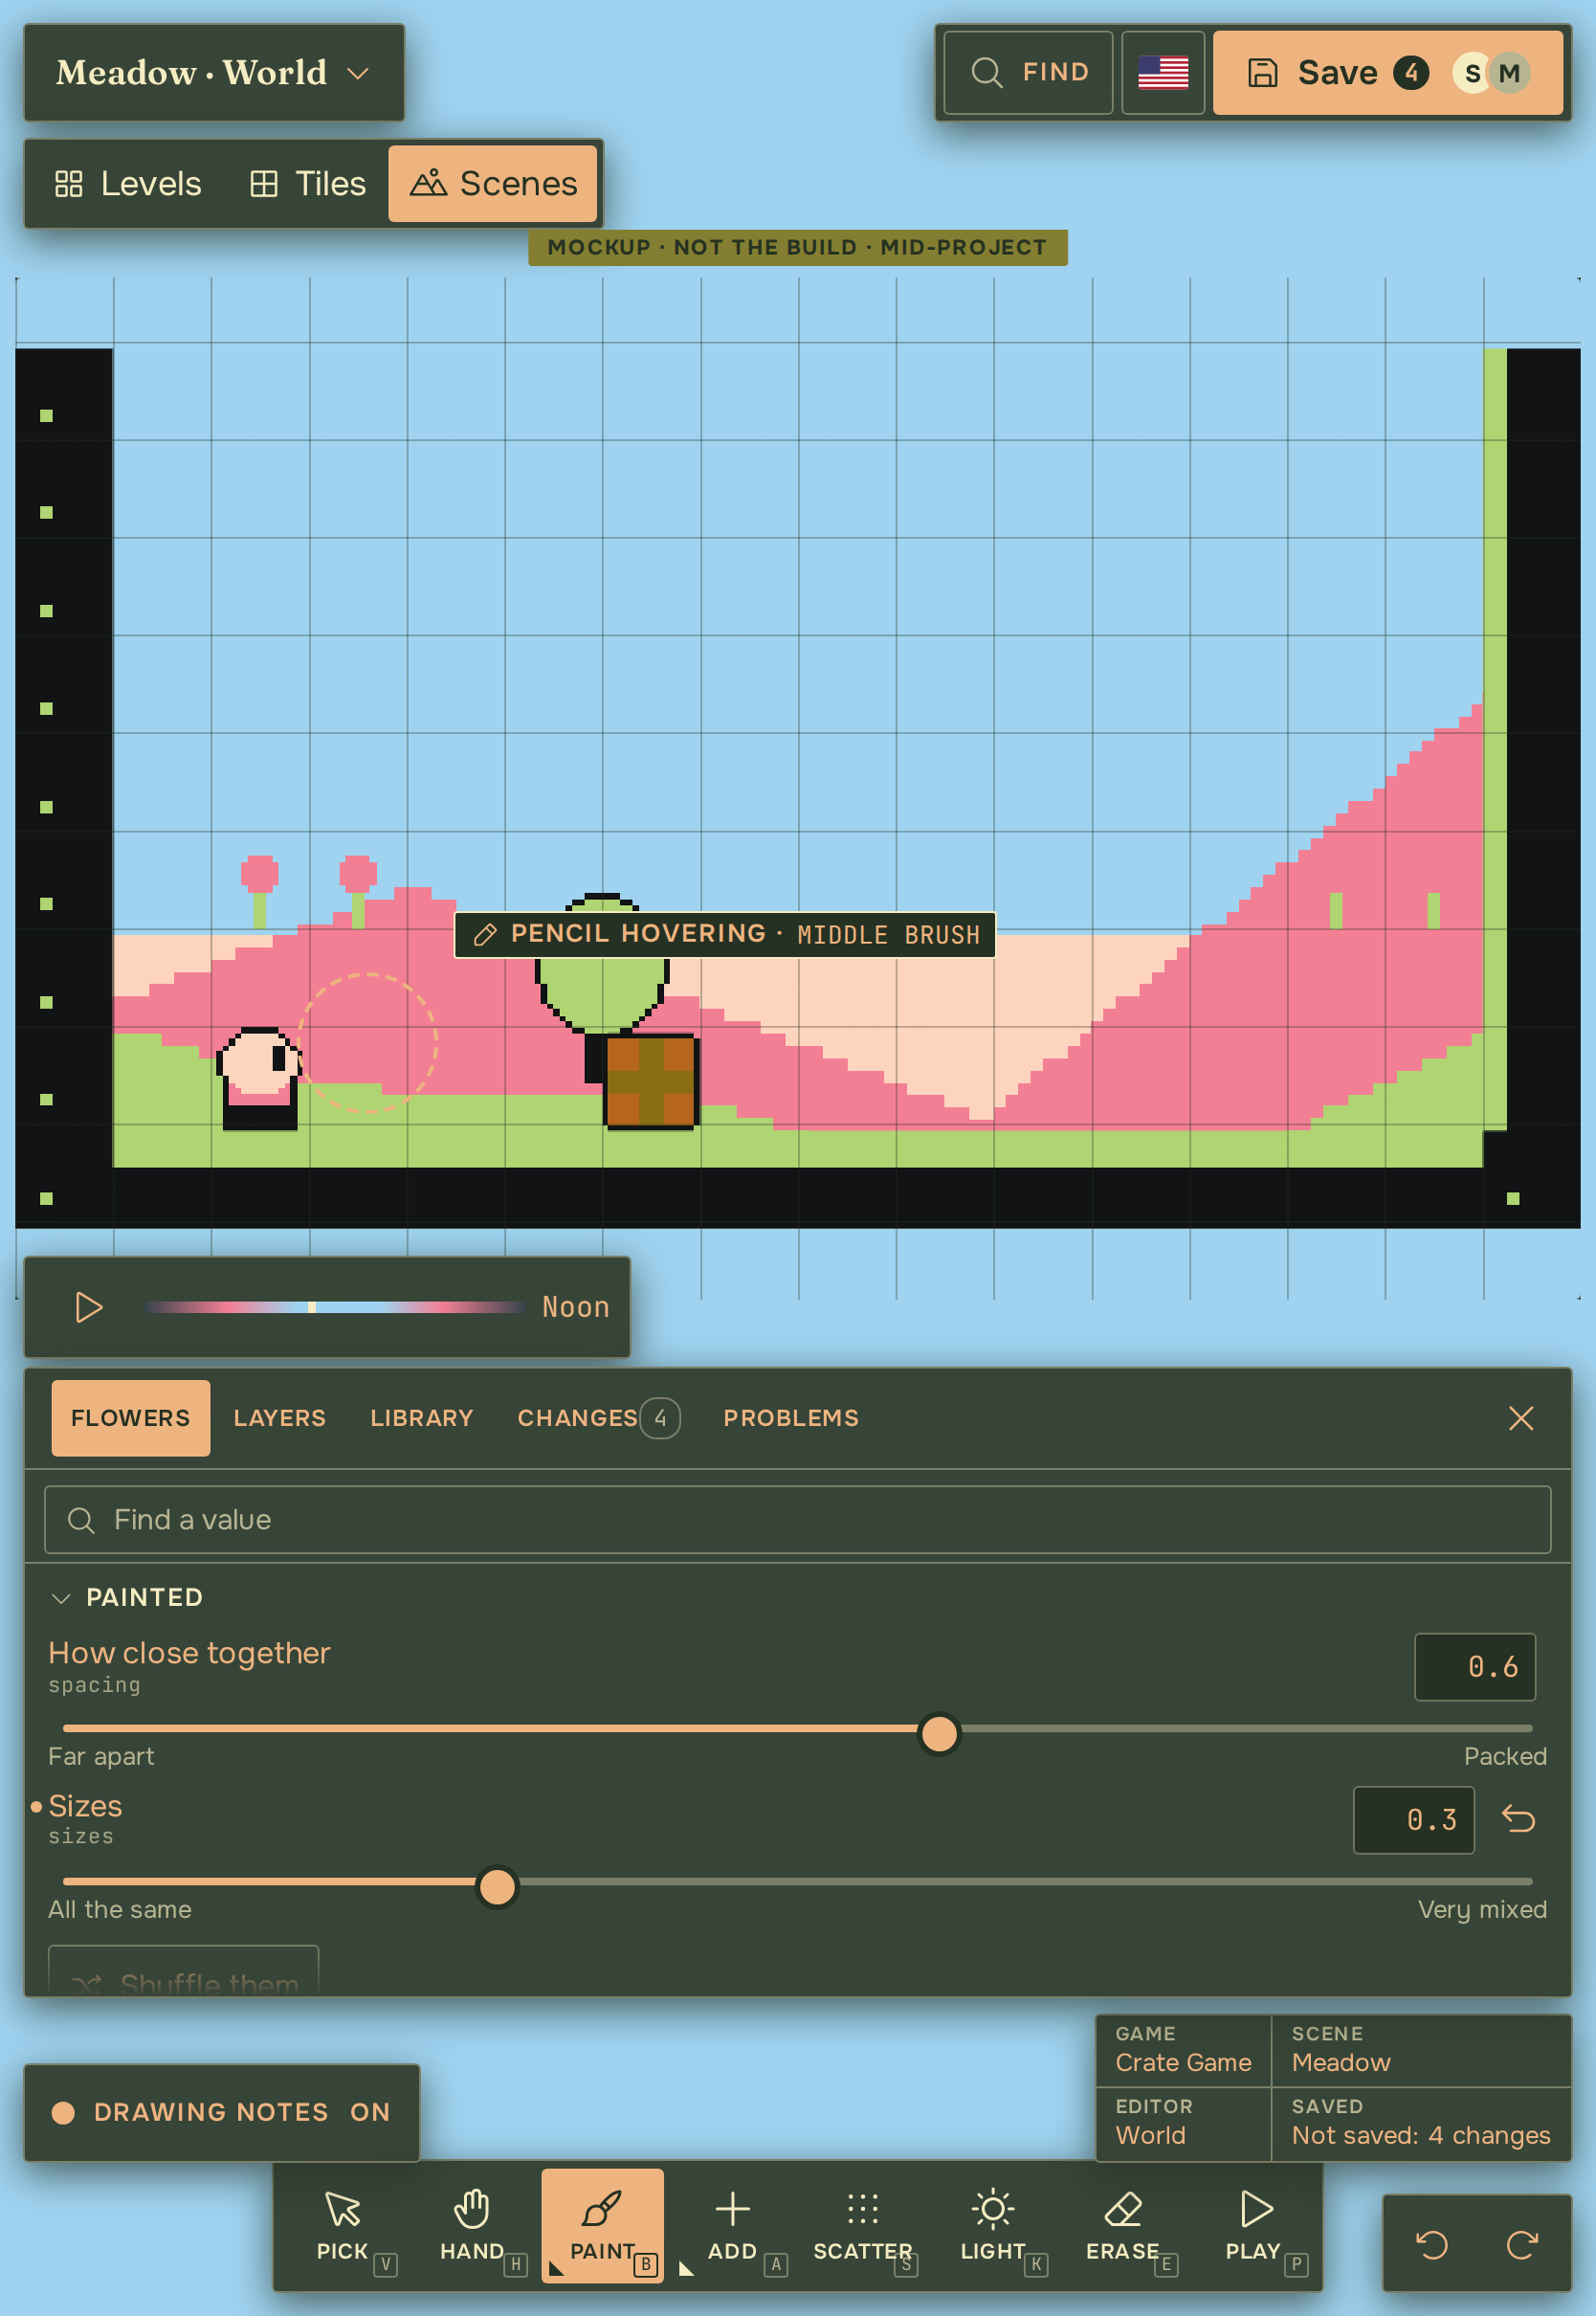 Meadow · World
FIND
Save 4 S M
Levels
Tiles
Scenes
MOCKUP · NOT THE BUILD · MID-PROJECT
PENCIL HOVERING · MIDDLE BRUSH
Noon
FLOWERS
LAYERS
LIBRARY
CHANGES 4
PROBLEMS
Find a value
PAINTED
How close together
0.6
spacing
Far apart
Packed
Sizes
0.3
sizes
All the same
Very mixed
Shuffle them
GAME
Crate Game
SCENE
Meadow
EDITOR
World
SAVED
Not saved: 4 changes
DRAWING NOTES ON
PICK V
HAND H
PAINT B
ADD A
SCATTER S
LIGHT K
ERASE E
PLAY P